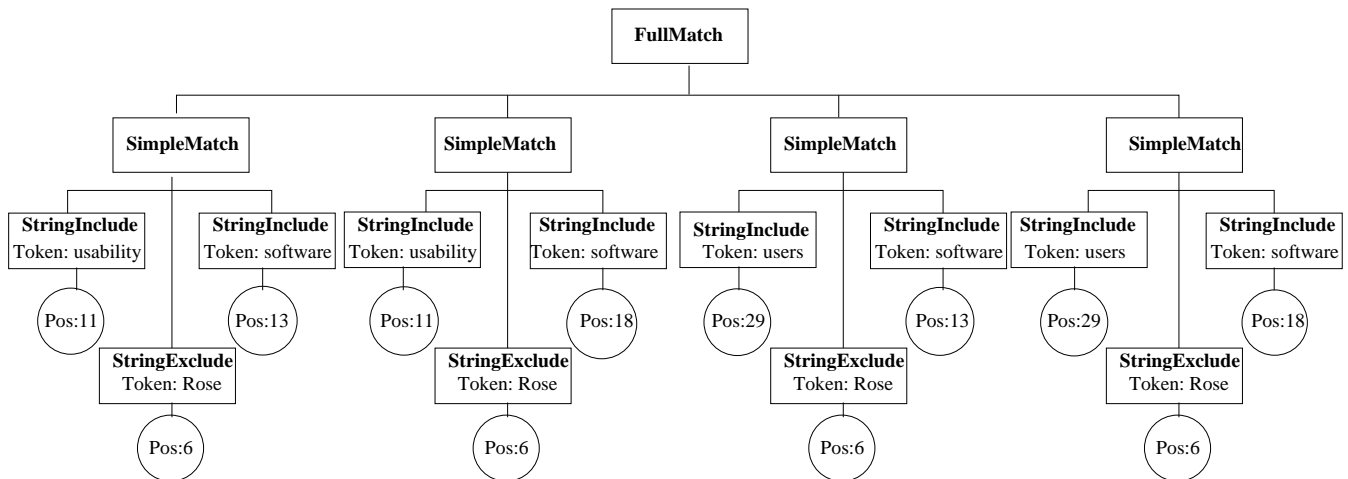 FullMatch
SimpleMatch
SimpleMatch
SimpleMatch
SimpleMatch
StringInclude
Token: usability
StringInclude
Token: software
StringInclude
Token: usability
StringInclude
Token: software
StringInclude
Token: users
StringInclude
Token: software
StringInclude
Token: users
StringInclude
Token: software
Pos:11
Pos:13
Pos:11
Pos:18
Pos:29
Pos:13
Pos:29
Pos:18
StringExclude
Token: Rose
StringExclude
Token: Rose
StringExclude
Token: Rose
StringExclude
Token: Rose
Pos:6
Pos:6
Pos:6
Pos:6